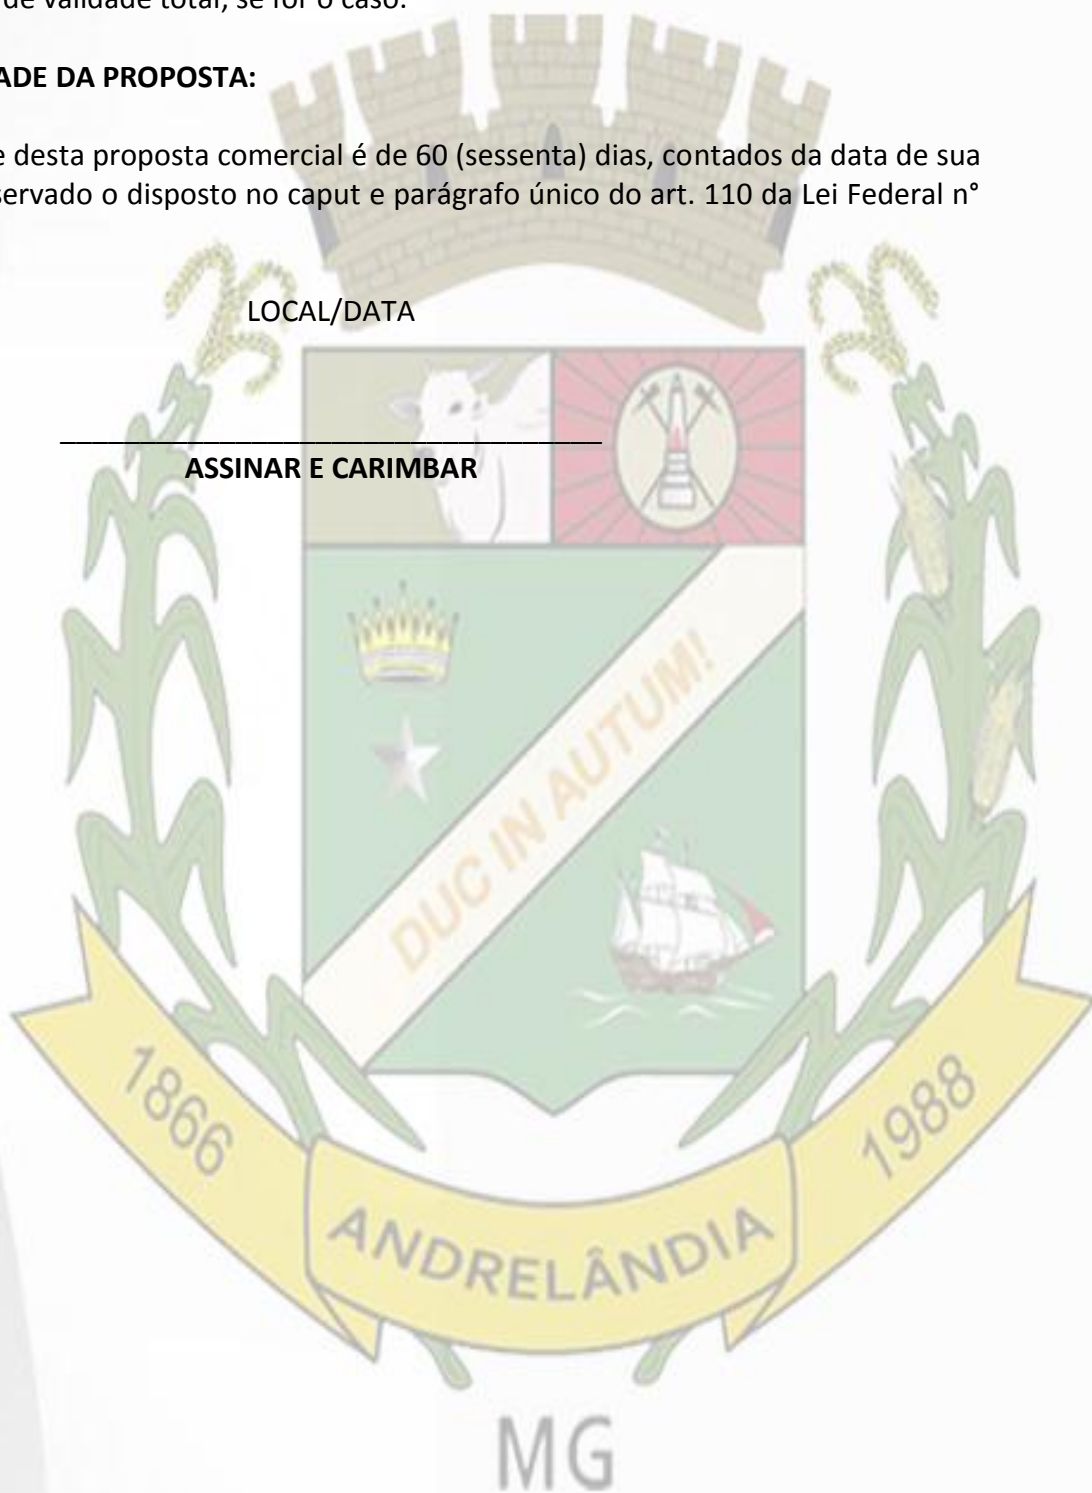 de validade total, se for o caso.
ADE DA PROPOSTA:
e desta proposta comercial é de 60 (sessenta) dias, contados da data de sua
servado o disposto no caput e parágrafo único do art. 110 da Lei Federal n°
LOCAL/DATA
ASSINAR E CARIMBAR
DUC IN AUTUM!
1866
ANDRELÂNDIA
1988
MG